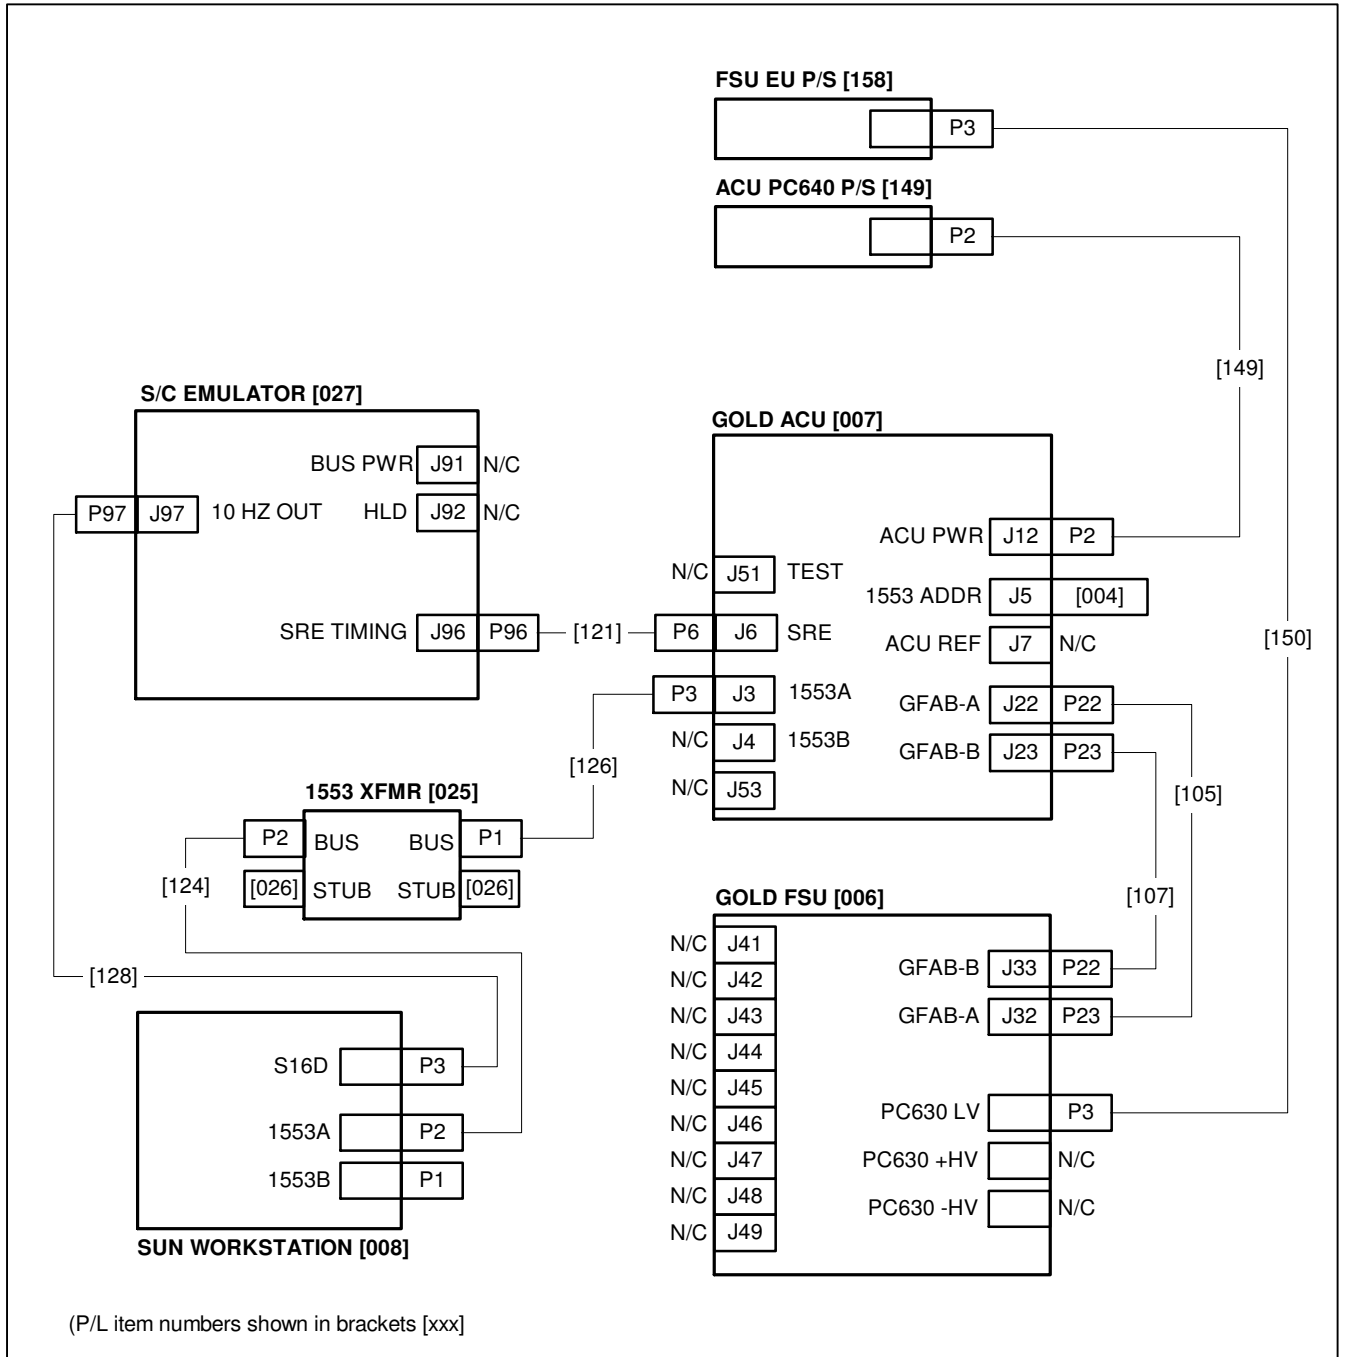 FSU EU P/S [158]
P3
ACU PC640 P/S [149]
P2
[149]
S/C EMULATOR [027]
BUS PWR J91 N/C
P97 J97 10 HZ OUT HLD J92 N/C
SRE TIMING J96 P96
[121]
GOLD ACU [007]
ACU PWR J12 P2
N/C J51 TEST
1553 ADDR J5 [004]
P6 J6 SRE
ACU REF J7 N/C
[150]
P3 J3 1553A
GFAB-A J22 P22
N/C J4 1553B
GFAB-B J23 P23
N/C J53
[126]
[105]
1553 XFMR [025]
P2 BUS BUS P1
[026] STUB STUB [026]
[124]
[107]
[128]
GOLD FSU [006]
N/C J41
N/C J42
N/C J43
N/C J44
N/C J45
N/C J46
N/C J47
N/C J48
N/C J49
GFAB-B J33 P22
GFAB-A J32 P23
PC630 LV P3
PC630 +HV N/C
PC630 -HV N/C
S16D P3
1553A P2
1553B P1
SUN WORKSTATION [008]
(P/L item numbers shown in brackets [xxx]